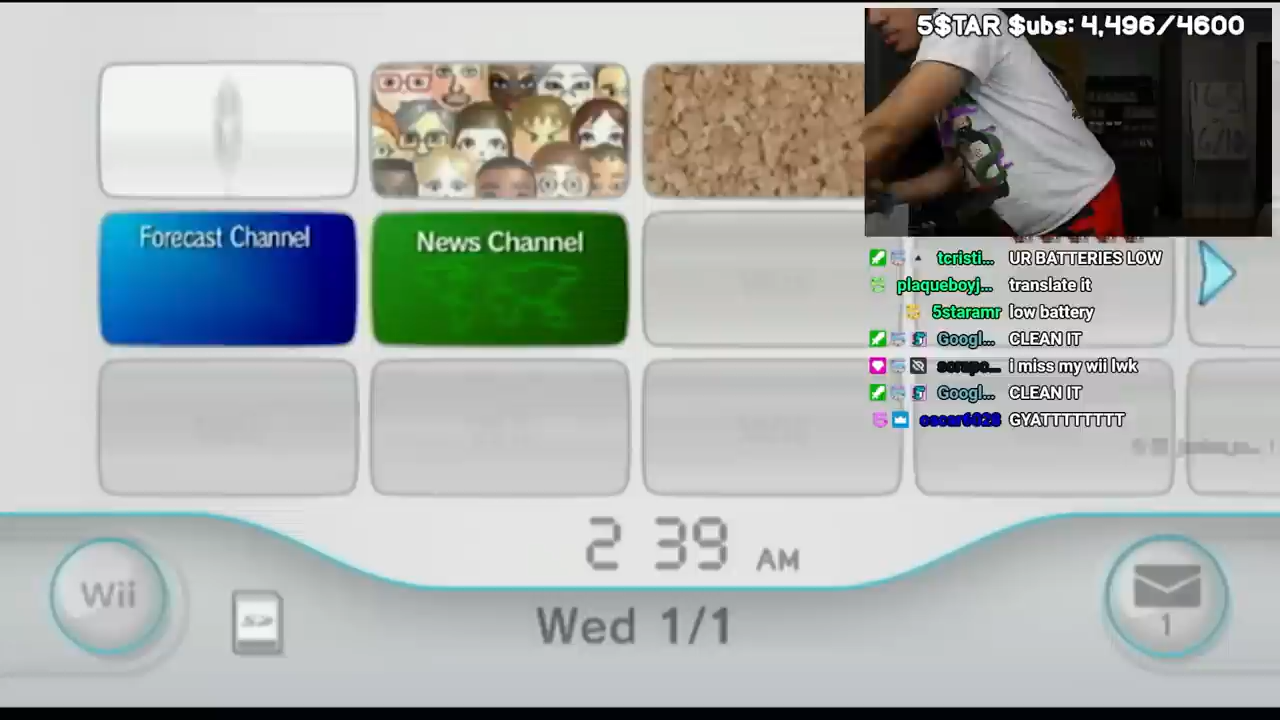 5$TAR $ubs: 4,496/4600
Forecast Channel
News Channel
tcristi... UR BATTERIES LOW
plaqueboyj... translate it
5staramr low battery
Googl... CLEAN IT
i miss my wii lwk
Googl... CLEAN IT
oscar6028 GYATTTTTTTT
2 39 AM
Wii
SD
Wed 1/1
1